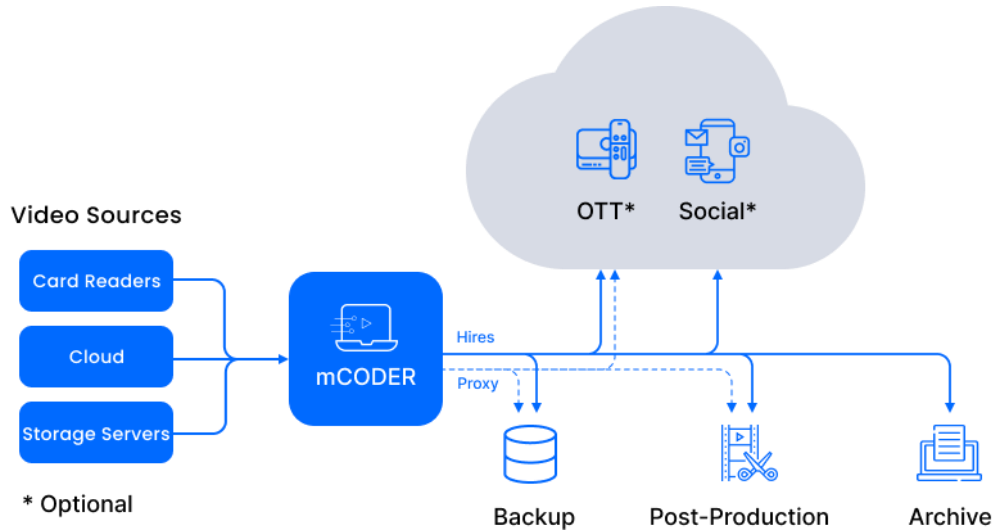 OTT*
Social*
Video Sources
Card Readers
Cloud
Storage Servers
mCODER
Hires
Proxy
* Optional
Backup
Post-Production
Archive